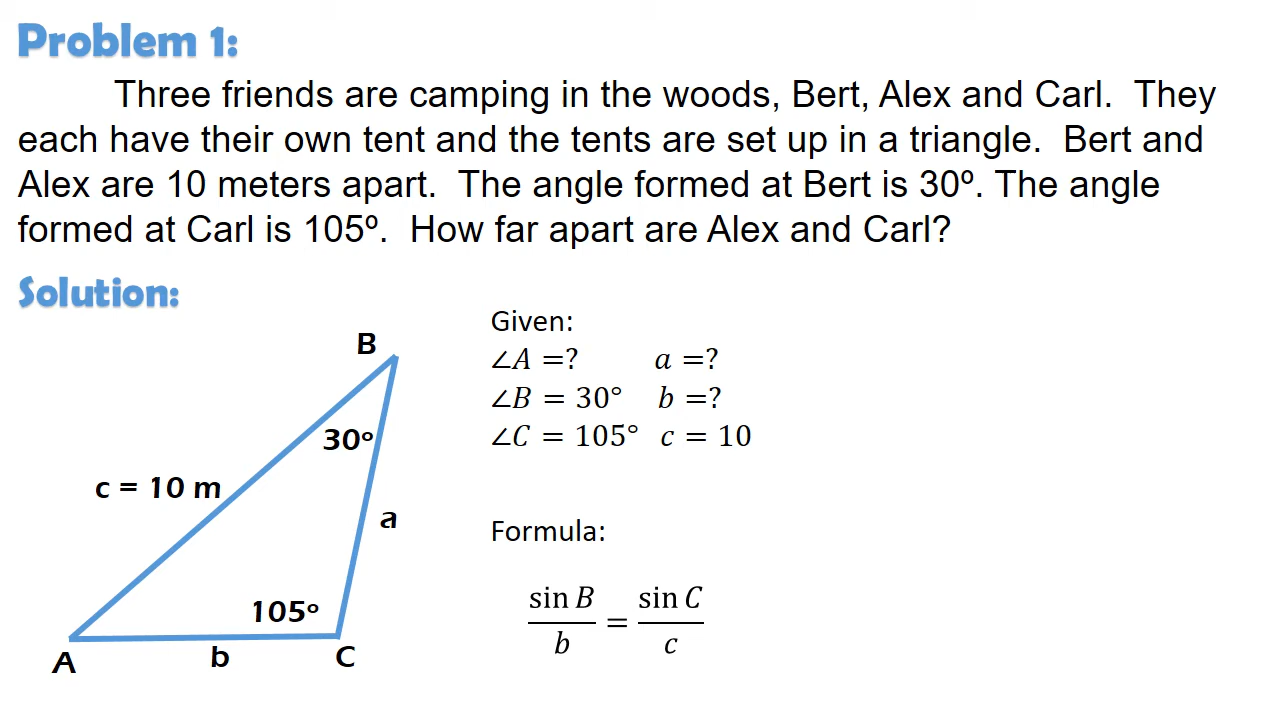 Problem 1:
Three friends are camping in the woods, Bert, Alex and Carl. They
each have their own tent and the tents are set up in a triangle. Bert and
Alex are 10 meters apart. The angle formed at Bert is 30º. The angle
formed at Carl is 105º. How far apart are Alex and Carl?
Solution:
B
30º
c = 10 m
a
105º
A
b
C
Given:
∠A =? a =?
∠B = 30° b =?
∠C = 105° c = 10
Formula:
sin B / b = sin C / c